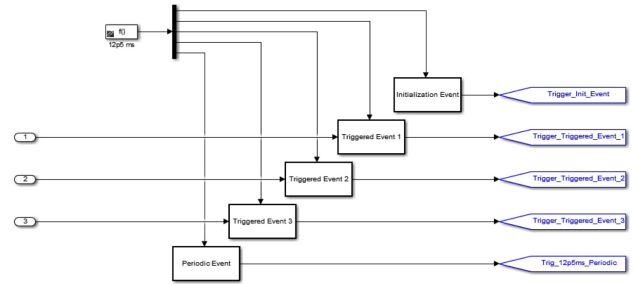 f()
12p5 ms
Initialization Event
Trigger_Init_Event
1
Triggered Event 1
Trigger_Triggered_Event_1
2
Triggered Event 2
Trigger_Triggered_Event_2
3
Triggered Event 3
Trigger_Triggered_Event_3
Periodic Event
Trig_12p5ms_Periodic